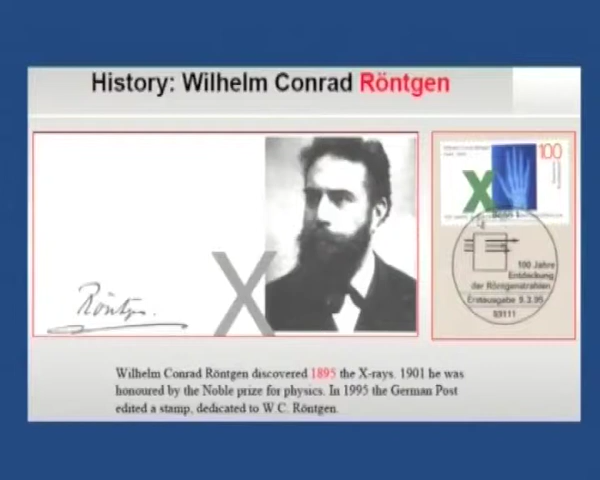 History: Wilhelm Conrad Röntgen
X
Röntgen.
100
X
100 Jahre
Entdeckung
der Röntgenstrahlen
Erstausgabe 9.3.95
53111
Wilhelm Conrad Röntgen discovered 1895 the X-rays. 1901 he was
honoured by the Noble prize for physics. In 1995 the German Post
edited a stamp, dedicated to W.C. Röntgen.